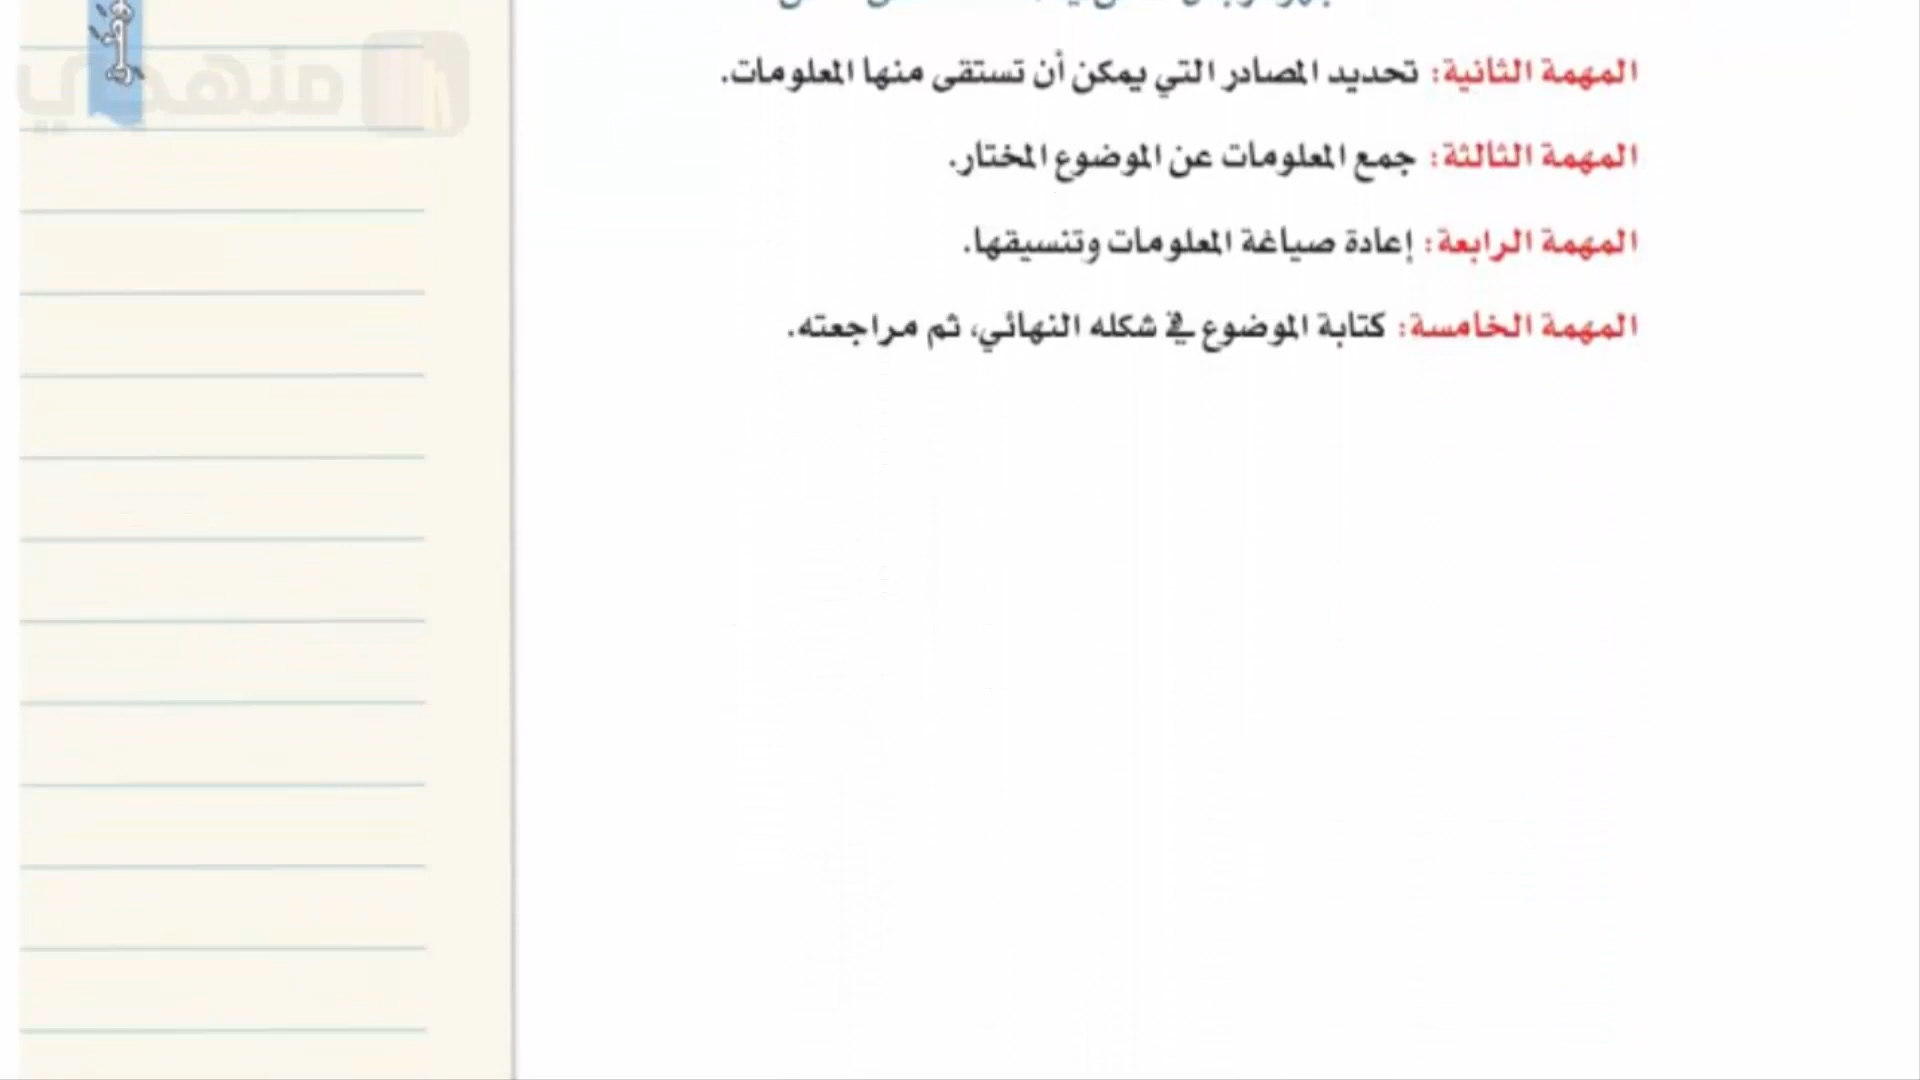 المهمة الثانية: تحديد المصادر التي يمكن أن تستقى منها المعلومات.
المهمة الثالثة: جمع المعلومات عن الموضوع المختار.
المهمة الرابعة: إعادة صياغة المعلومات وتنسيقها.
المهمة الخامسة: كتابة الموضوع في شكله النهائي، ثم مراجعته.
منهجي